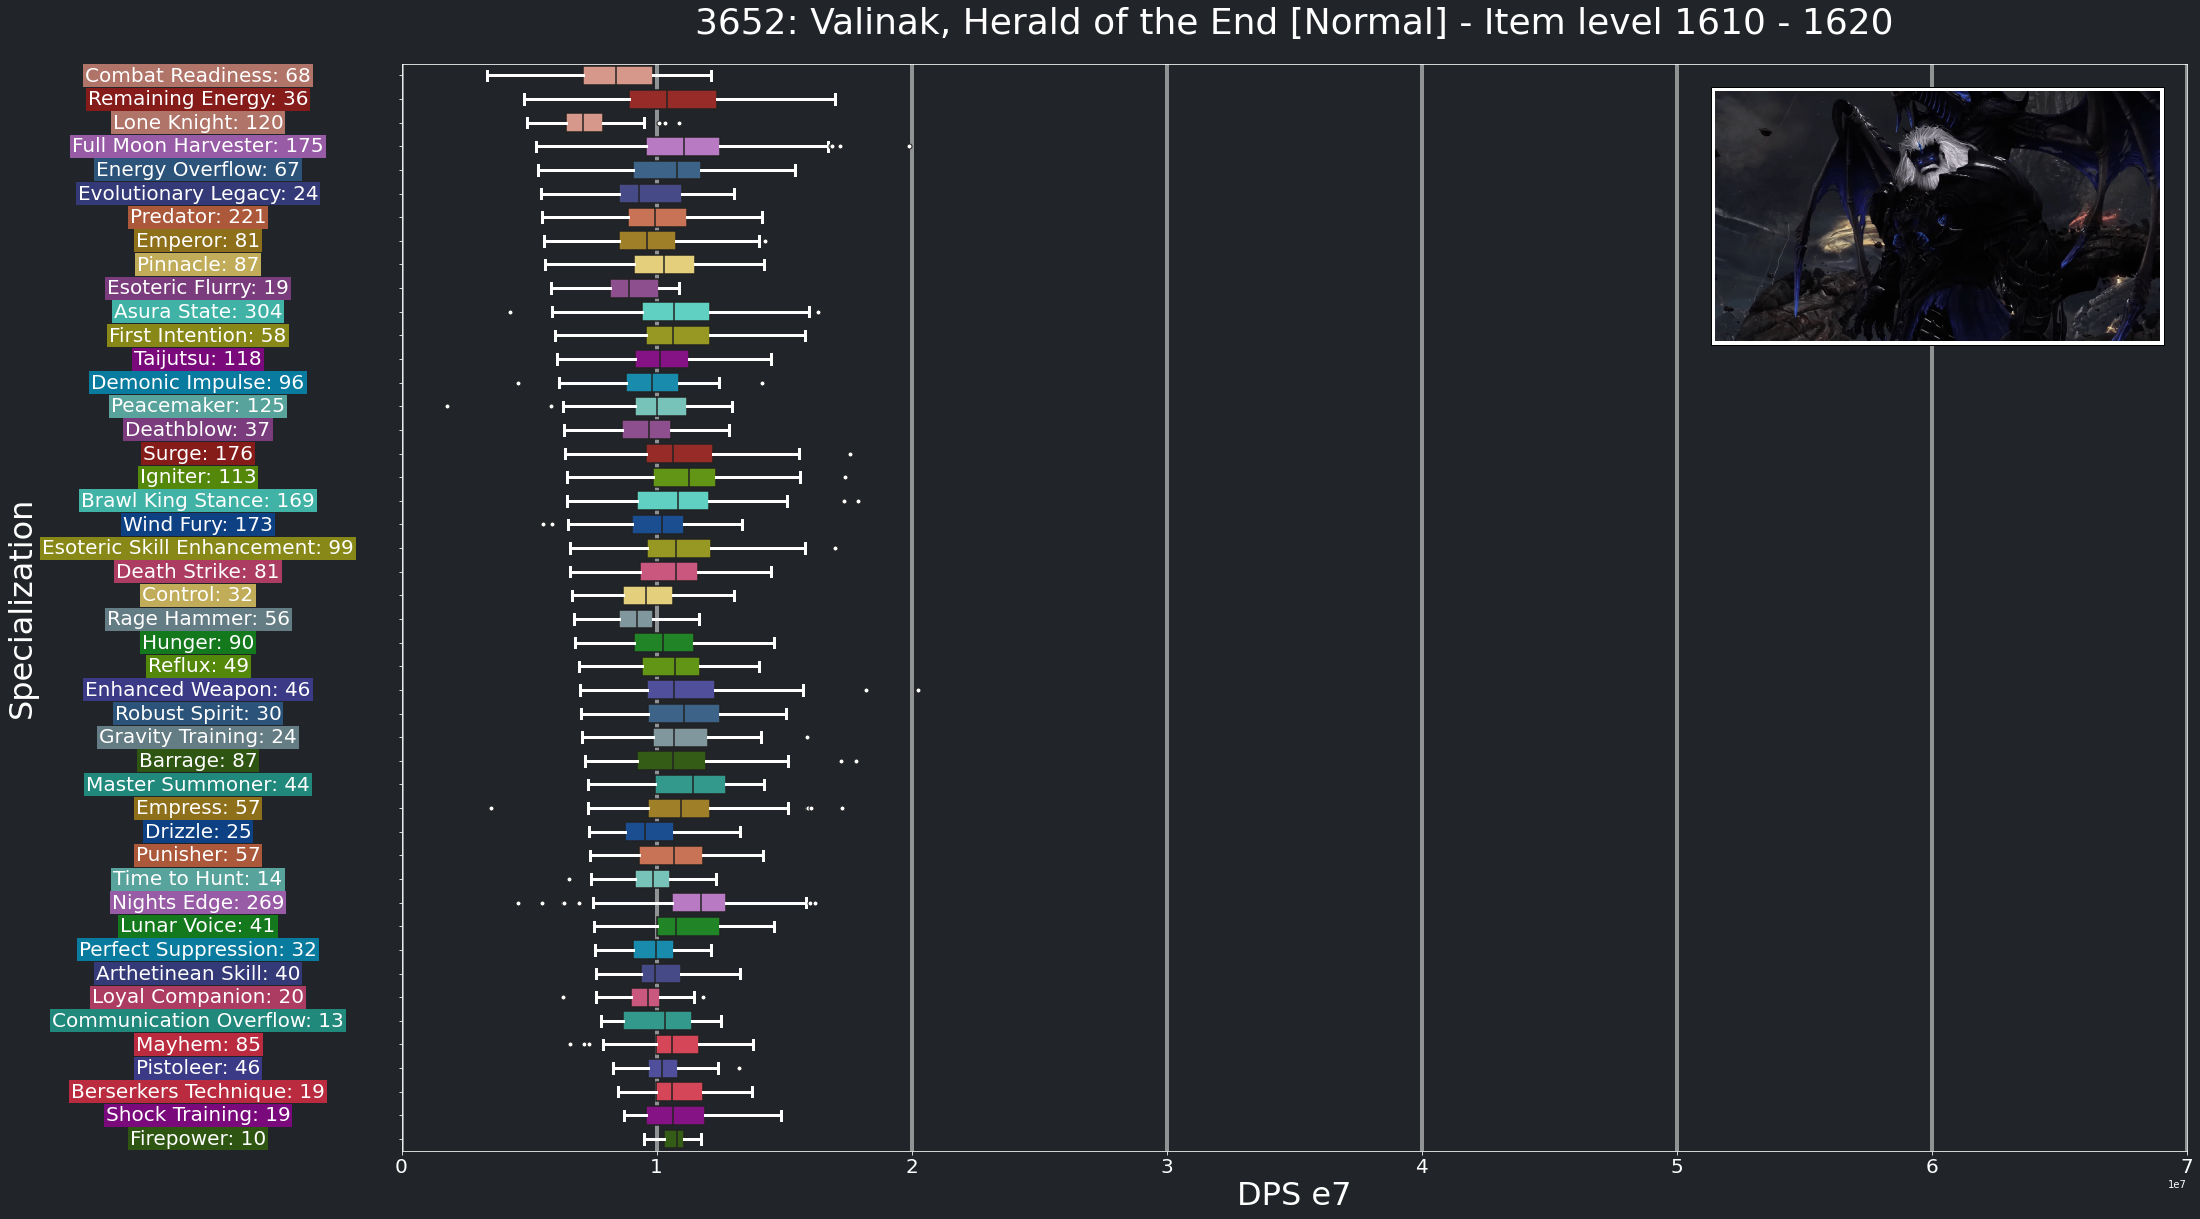 3652: Valinak, Herald of the End [Normal] - Item level 1610 - 1620
Combat Readiness: 68
Remaining Energy: 36
Lone Knight: 120
Full Moon Harvester: 175
Energy Overflow: 67
Evolutionary Legacy: 24
Predator: 221
Emperor: 81
Pinnacle: 87
Esoteric Flurry: 19
Asura State: 304
First Intention: 58
Taijutsu: 118
Demonic Impulse: 96
Peacemaker: 125
Deathblow: 37
Surge: 176
Igniter: 113
Brawl King Stance: 169
Wind Fury: 173
Esoteric Skill Enhancement: 99
Death Strike: 81
Control: 32
Rage Hammer: 56
Hunger: 90
Reflux: 49
Enhanced Weapon: 46
Robust Spirit: 30
Gravity Training: 24
Barrage: 87
Master Summoner: 44
Empress: 57
Drizzle: 25
Punisher: 57
Time to Hunt: 14
Nights Edge: 269
Lunar Voice: 41
Perfect Suppression: 32
Arthetinean Skill: 40
Loyal Companion: 20
Communication Overflow: 13
Mayhem: 85
Pistoleer: 46
Berserkers Technique: 19
Shock Training: 19
Firepower: 10
Specialization
0 1 2 3 4 5 6 7
1e7
DPS e7